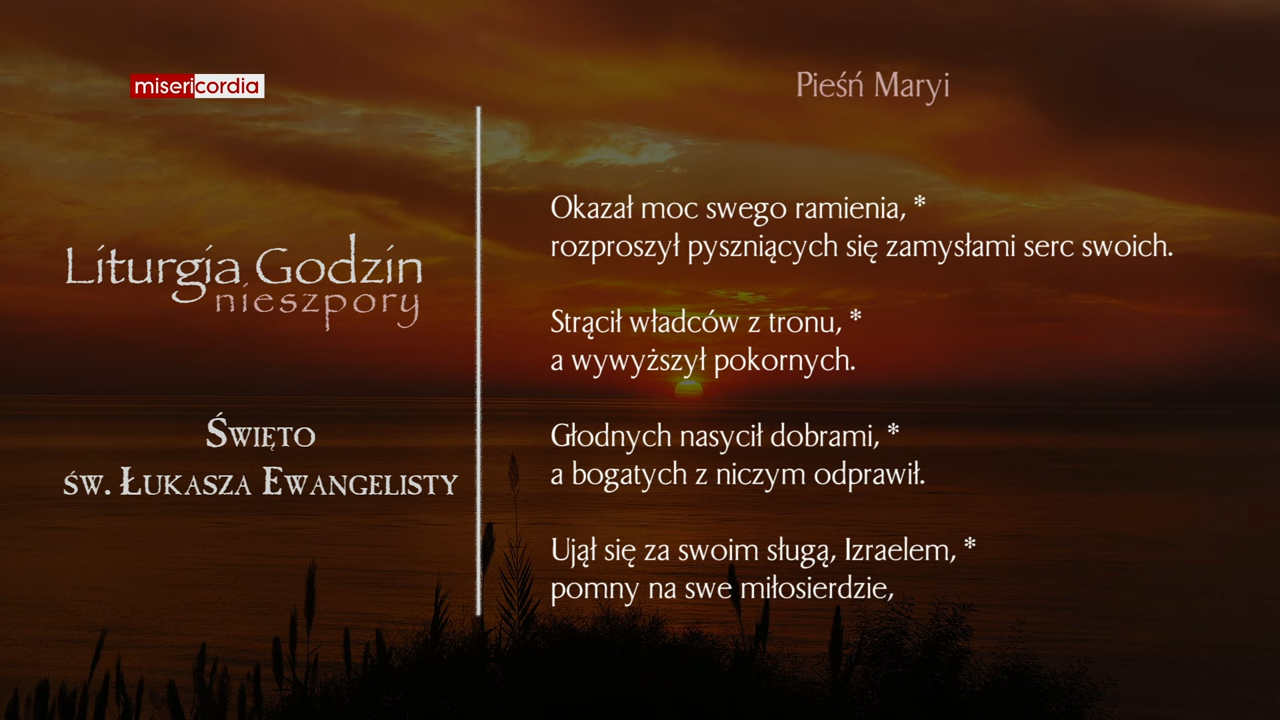 misericordia
Liturgia Godzin
nieszpory
Święto
św. Łukasza Ewangelisty
Pieśń Maryi
Okazał moc swego ramienia, *
rozproszył pyszniących się zamysłami serc swoich.
Strącił władców z tronu, *
a wywyższył pokornych.
Głodnych nasycił dobrami, *
a bogatych z niczym odprawił.
Ujął się za swoim sługą, Izraelem, *
pomny na swe miłosierdzie,